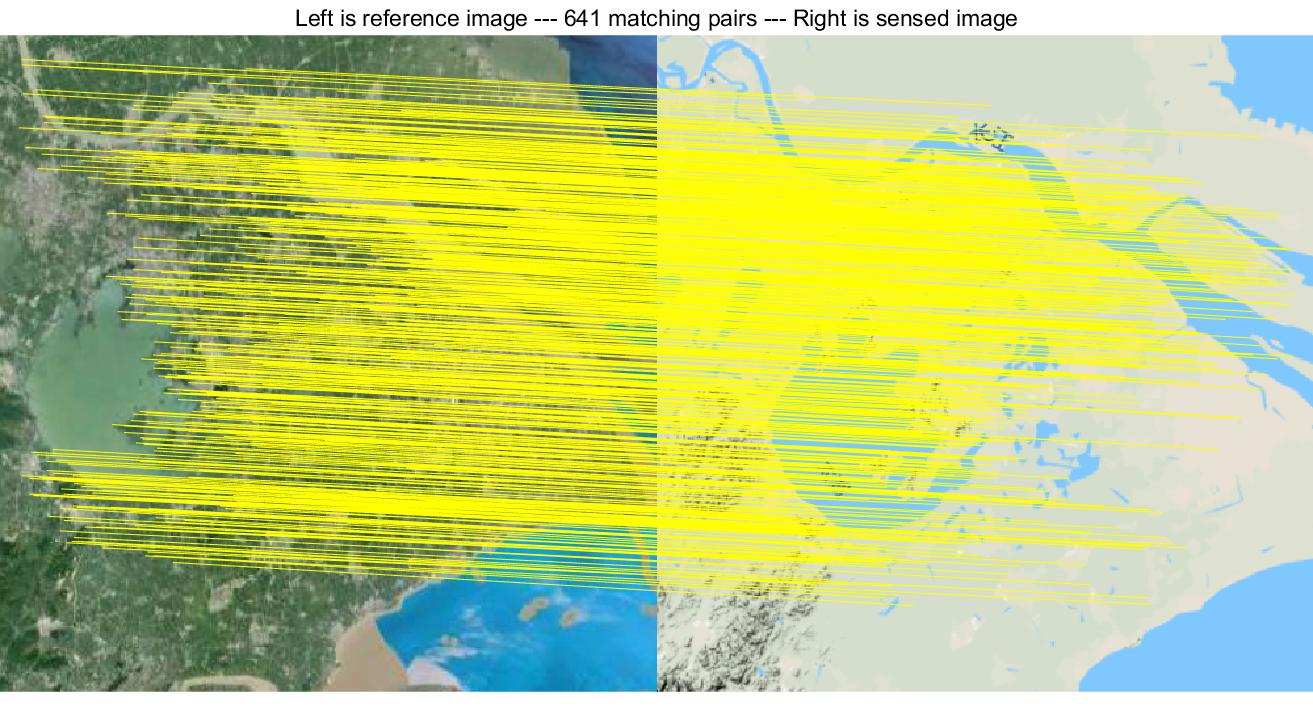 Left is reference image --- 641 matching pairs --- Right is sensed image